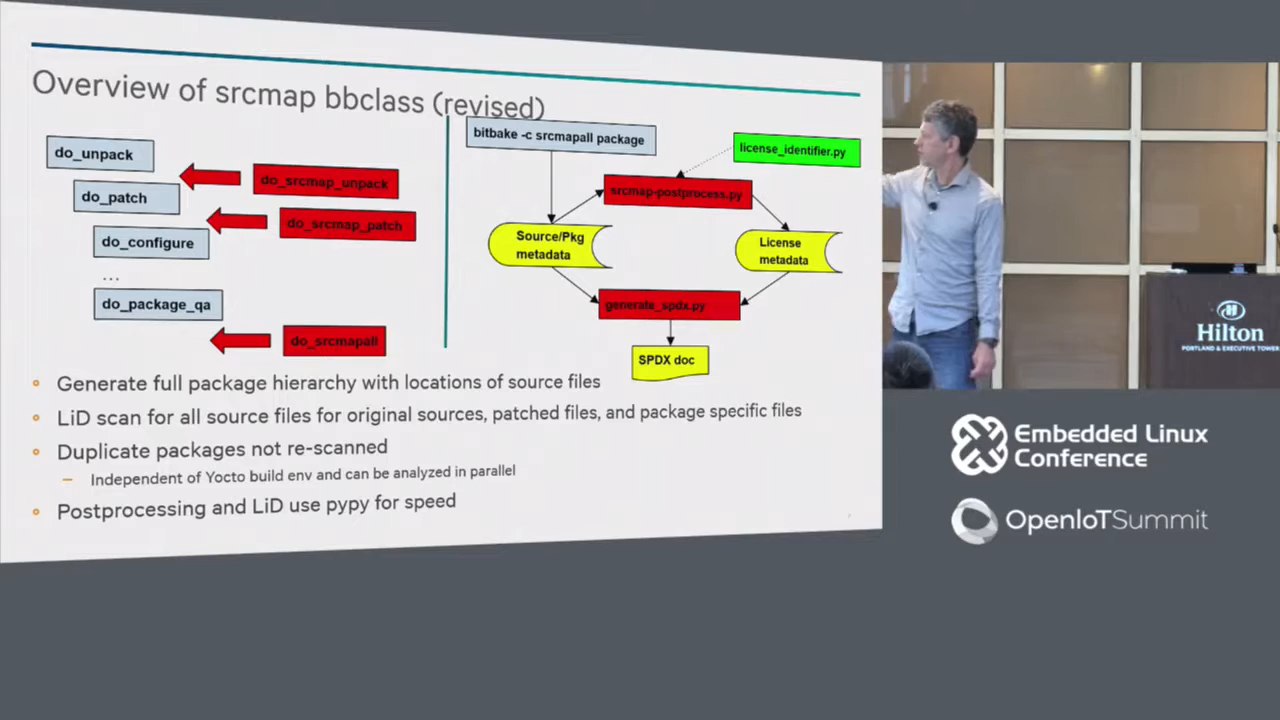 Overview of srcmap bbclass (revised)
do_unpack
do_srcmap_unpack
do_patch
do_srcmap_patch
do_configure
...
do_package_qa
do_srcmapall
bitbake -c srcmapall package
license_identifier.py
srcmap-postprocess.py
Source/Pkg
metadata
License
metadata
generate_spdx.py
SPDX doc
Generate full package hierarchy with locations of source files
LiD scan for all source files for original sources, patched files, and package specific files
Duplicate packages not re-scanned
Independent of Yocto build env and can be analyzed in parallel
Postprocessing and LiD use pypy for speed
Hilton
PORTLAND & EXECUTIVE TOWER
Embedded Linux
Conference
OpenIoTSummit